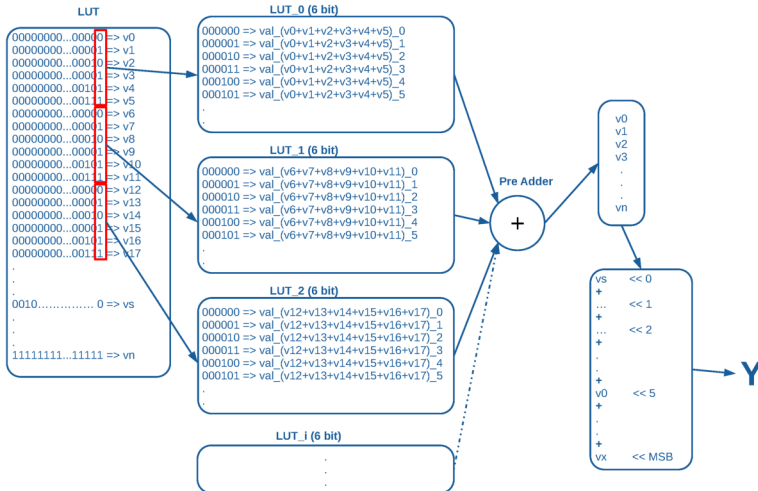 LUT
00000000...00000 => v0
00000000...00001 => v1
00000000...00010 => v2
00000000...00001 => v3
00000000...00101 => v4
00000000...00111 => v5
00000000...00000 => v6
00000000...00001 => v7
00000000...00010 => v8
00000000...00001 => v9
00000000...00101 => v10
00000000...00111 => v11
00000000...00000 => v12
00000000...00001 => v13
00000000...00010 => v14
00000000...00001 => v15
00000000...00101 => v16
00000000...00111 => v17
.
.
.
0010…………… 0 => vs
.
.
.
11111111...11111 => vn
LUT_0 (6 bit)
000000 => val_(v0+v1+v2+v3+v4+v5)_0
000001 => val_(v0+v1+v2+v3+v4+v5)_1
000010 => val_(v0+v1+v2+v3+v4+v5)_2
000011 => val_(v0+v1+v2+v3+v4+v5)_3
000100 => val_(v0+v1+v2+v3+v4+v5)_4
000101 => val_(v0+v1+v2+v3+v4+v5)_5
.
.
LUT_1 (6 bit)
000000 => val_(v6+v7+v8+v9+v10+v11)_0
000001 => val_(v6+v7+v8+v9+v10+v11)_1
000010 => val_(v6+v7+v8+v9+v10+v11)_2
000011 => val_(v6+v7+v8+v9+v10+v11)_3
000100 => val_(v6+v7+v8+v9+v10+v11)_4
000101 => val_(v6+v7+v8+v9+v10+v11)_5
.
.
LUT_2 (6 bit)
000000 => val_(v12+v13+v14+v15+v16+v17)_0
000001 => val_(v12+v13+v14+v15+v16+v17)_1
000010 => val_(v12+v13+v14+v15+v16+v17)_2
000011 => val_(v12+v13+v14+v15+v16+v17)_3
000100 => val_(v12+v13+v14+v15+v16+v17)_4
000101 => val_(v12+v13+v14+v15+v16+v17)_5
.
.
LUT_i (6 bit)
.
.
.
Pre Adder
+
v0
v1
v2
v3
.
.
.
vn
vs << 0
+
... << 1
+
... << 2
+
.
.
+
v0 << 5
+
.
.
+
vx << MSB
Y